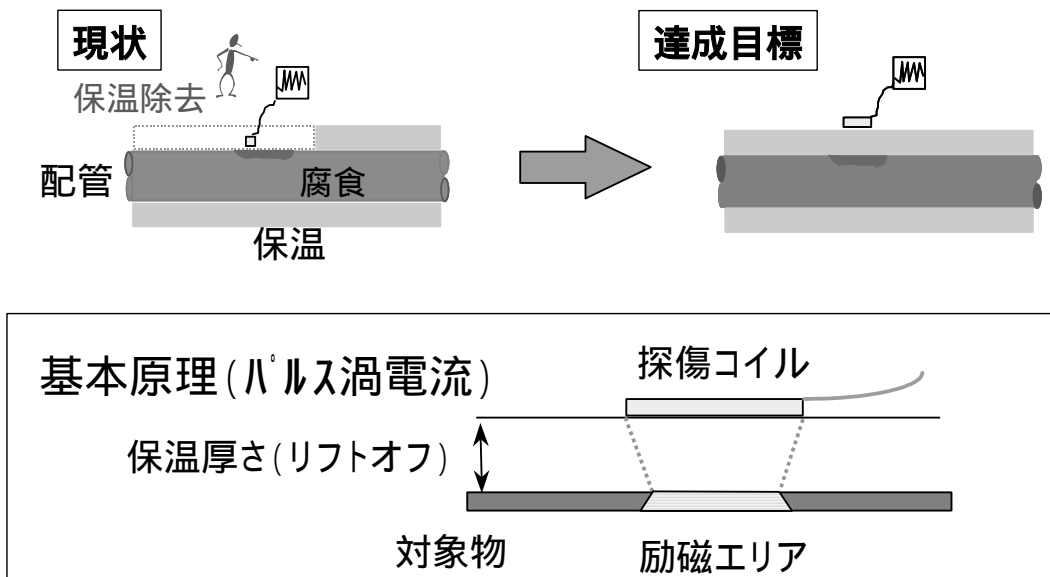 現状
達成目標
保温除去
配管
腐食
保温
基本原理(ﾊﾟﾙｽ渦電流)
探傷コイル
保温厚さ(リフトオフ)
対象物
励磁エリア